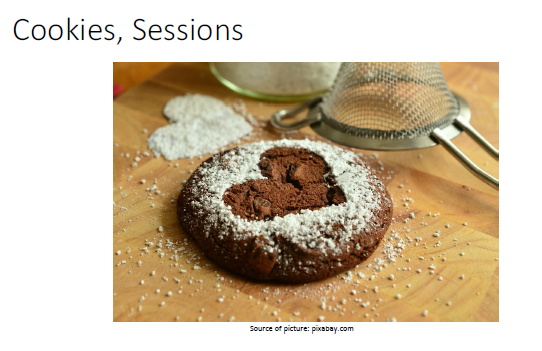 Cookies, Sessions
Source of picture: pixabay.com